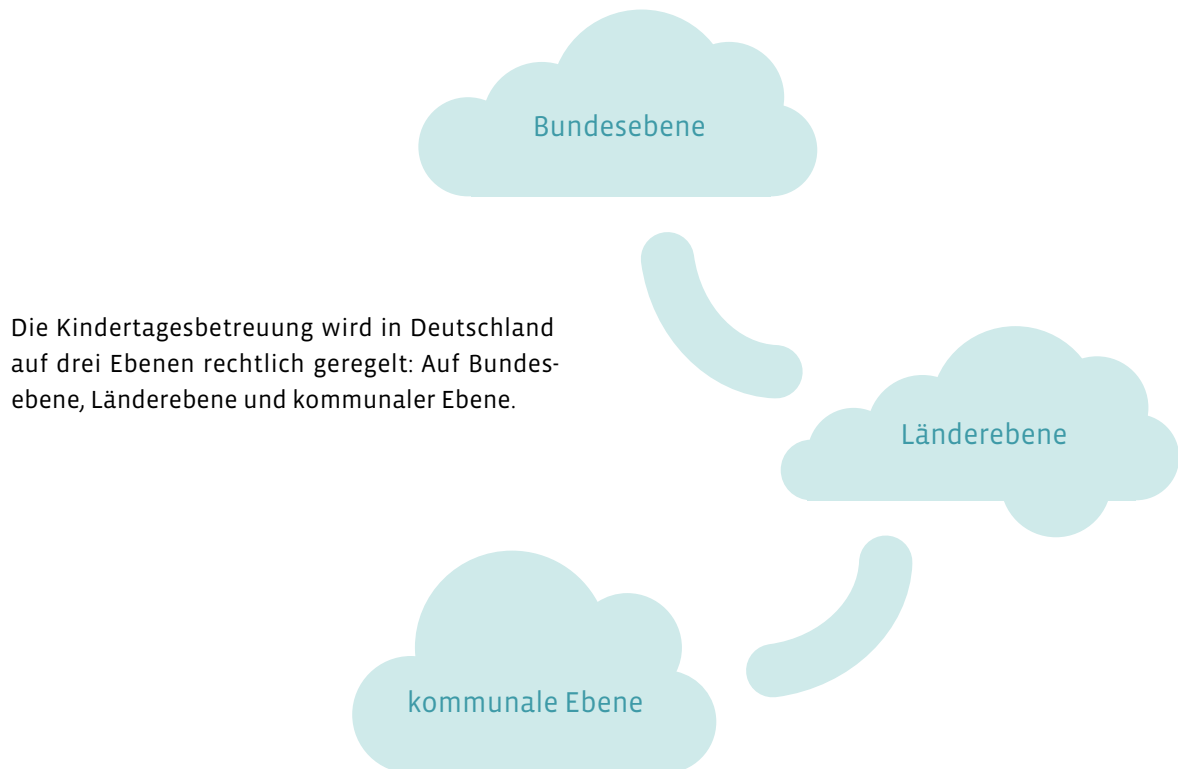 Bundesebene
Die Kindertagesbetreuung wird in Deutschland
auf drei Ebenen rechtlich geregelt: Auf Bundes-
ebene, Länderebene und kommunaler Ebene.
Länderebene
kommunale Ebene